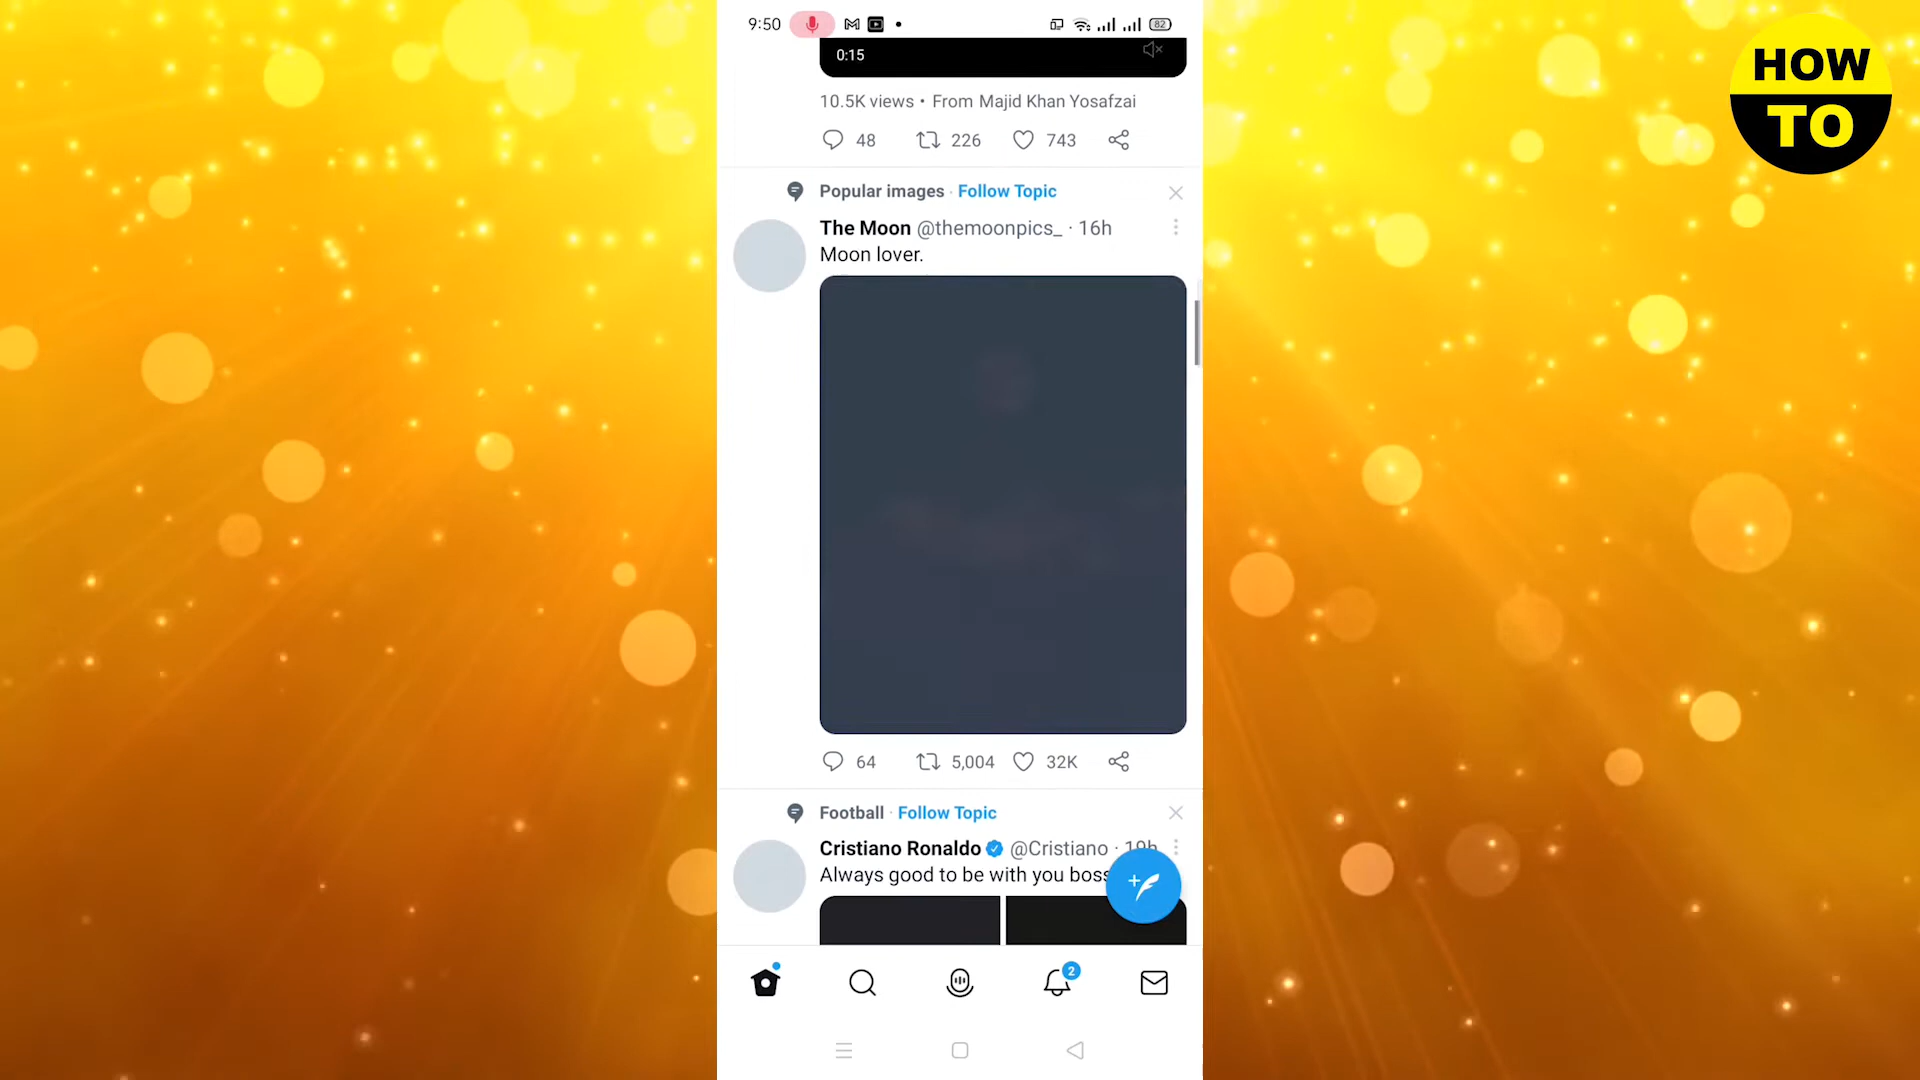 9:50
82
HOW
TO
0:15
10.5K views • From Majid Khan Yosafzai
48 226 743
Popular images · Follow Topic
The Moon @themoonpics_ · 16h
Moon lover.
64 5,004 32K
Football · Follow Topic
Cristiano Ronaldo @Cristiano · 19h
Always good to be with you boss
2